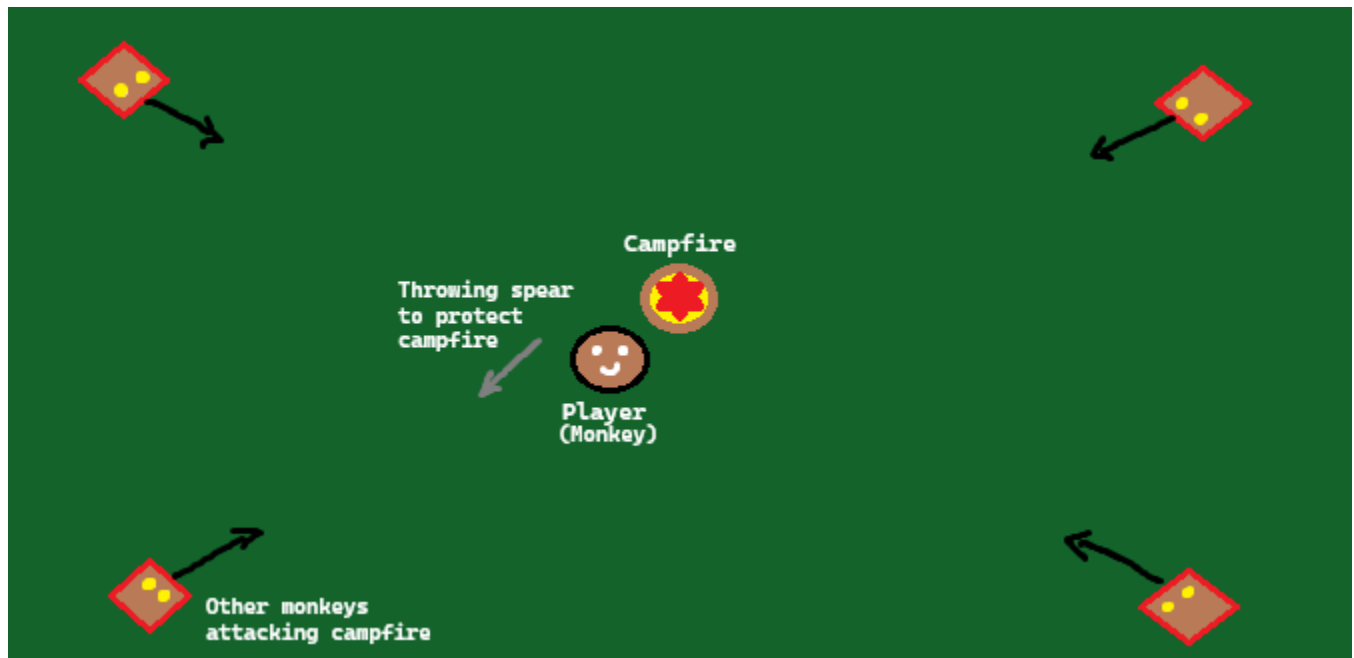 Campfire
Throwing spear
to protect
campfire
Player
(Monkey)
Other monkeys
attacking campfire